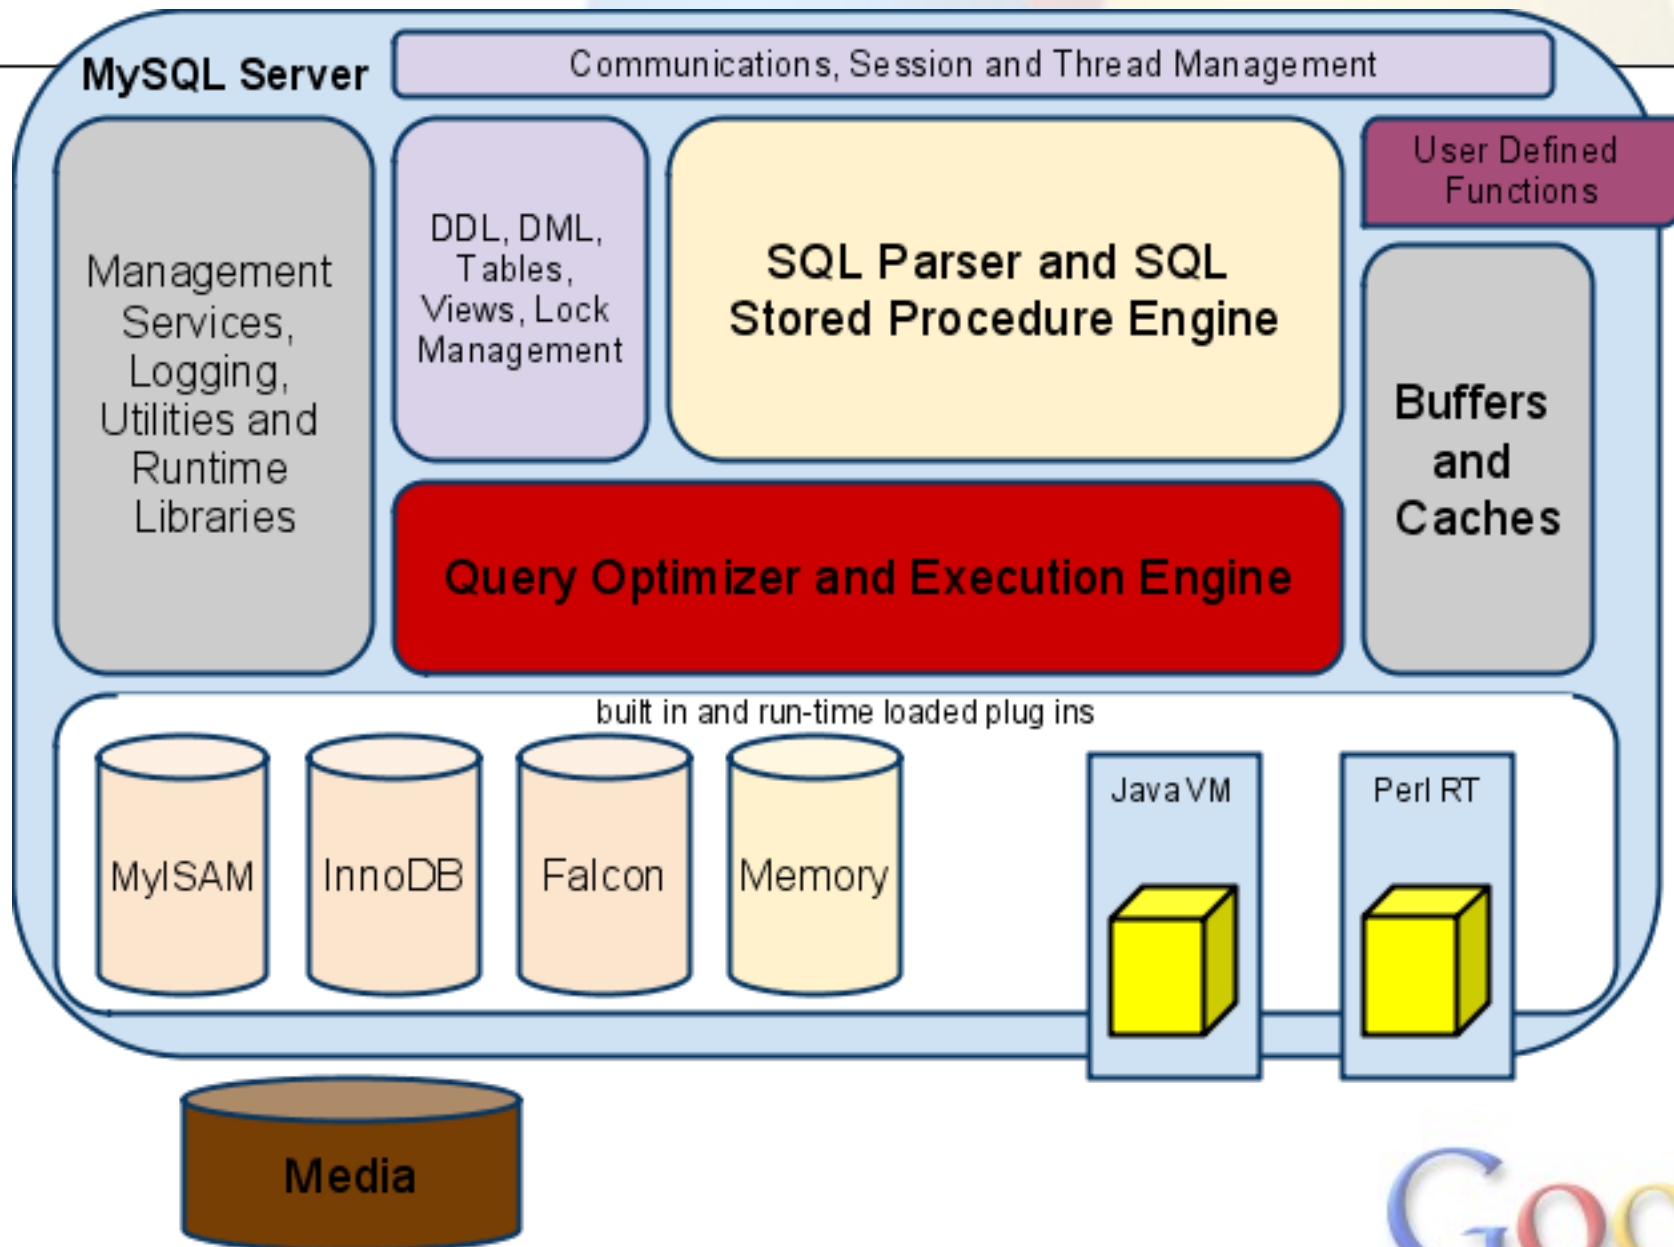 MySQL Server
Communications, Session and Thread Management
Management
Services,
Logging,
Utilities and
Runtime
Libraries
DDL, DML,
Tables,
Views, Lock
Management
SQL Parser and SQL
Stored Procedure Engine
User Defined
Functions
Buffers
and
Caches
Query Optimizer and Execution Engine
built in and run-time loaded plug ins
MyISAM
InnoDB
Falcon
Memory
Java VM
Perl RT
Media
Goo